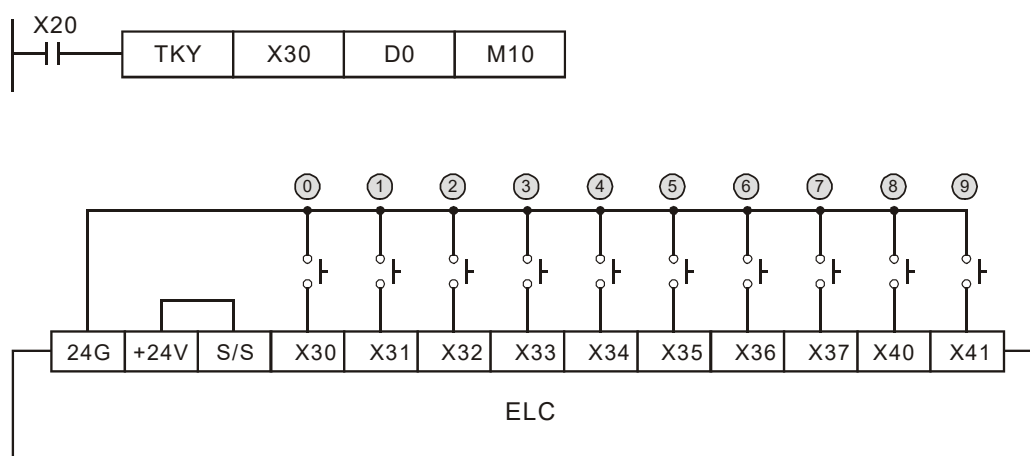 X20
TKY X30 D0 M10
0 1 2 3 4 5 6 7 8 9
24G +24V S/S X30 X31 X32 X33 X34 X35 X36 X37 X40 X41
ELC